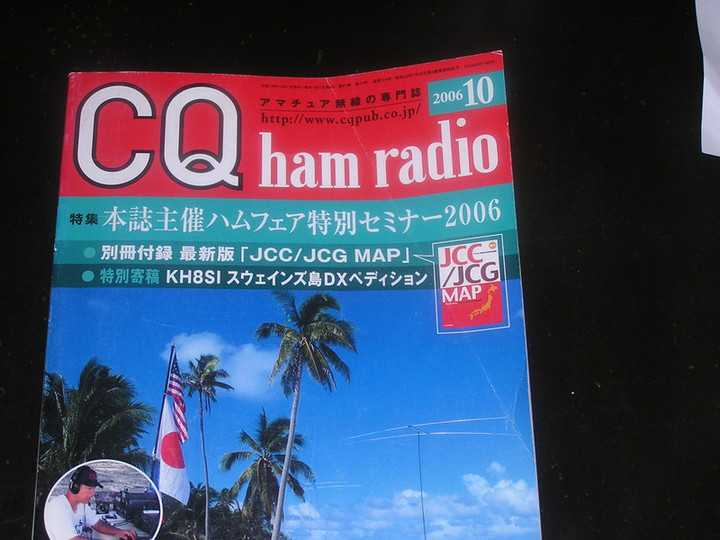 アマチュア無線の専門誌
http://www.cqpub.co.jp/
2006 10
CQ ham radio
特集 本誌主催ハムフェア特別セミナー2006
● 別冊付録 最新版「JCC/JCG MAP」
● 特別寄稿 KH8SI スウェインズ島DXペディション
JCC
/JCG
MAP